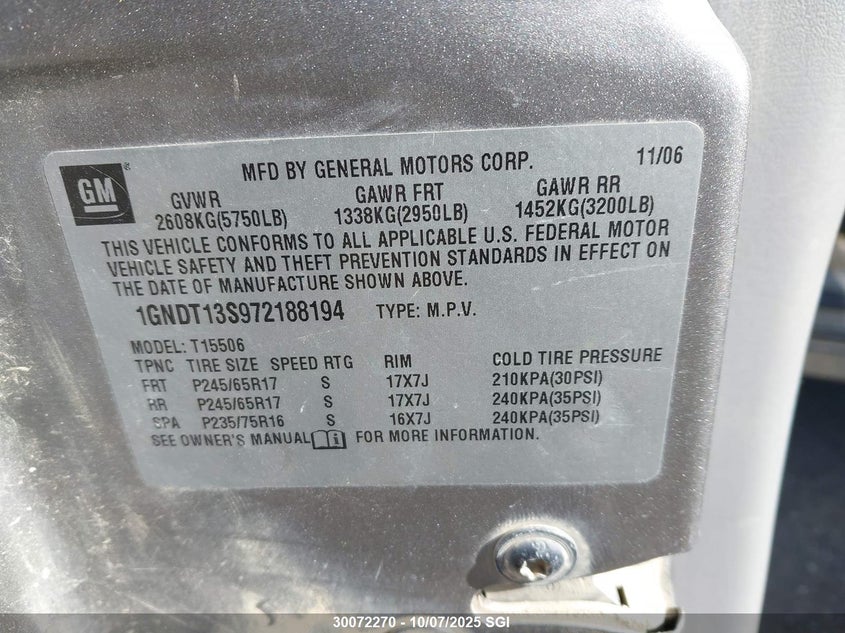 GM
MFD BY GENERAL MOTORS CORP. 11/06
GVWR GAWR FRT GAWR RR
2608KG(5750LB) 1338KG(2950LB) 1452KG(3200LB)
THIS VEHICLE CONFORMS TO ALL APPLICABLE U.S. FEDERAL MOTOR
VEHICLE SAFETY AND THEFT PREVENTION STANDARDS IN EFFECT ON
THE DATE OF MANUFACTURE SHOWN ABOVE.
1GNDT13S972188194 TYPE: M.P.V.
MODEL: T15506
TPNC TIRE SIZE SPEED RTG RIM COLD TIRE PRESSURE
FRT P245/65R17 S 17X7J 210KPA(30PSI)
RR P245/65R17 S 17X7J 240KPA(35PSI)
SPA P235/75R16 S 16X7J 240KPA(35PSI)
SEE OWNER'S MANUAL FOR MORE INFORMATION.
30072270 - 10/07/2025 SGI